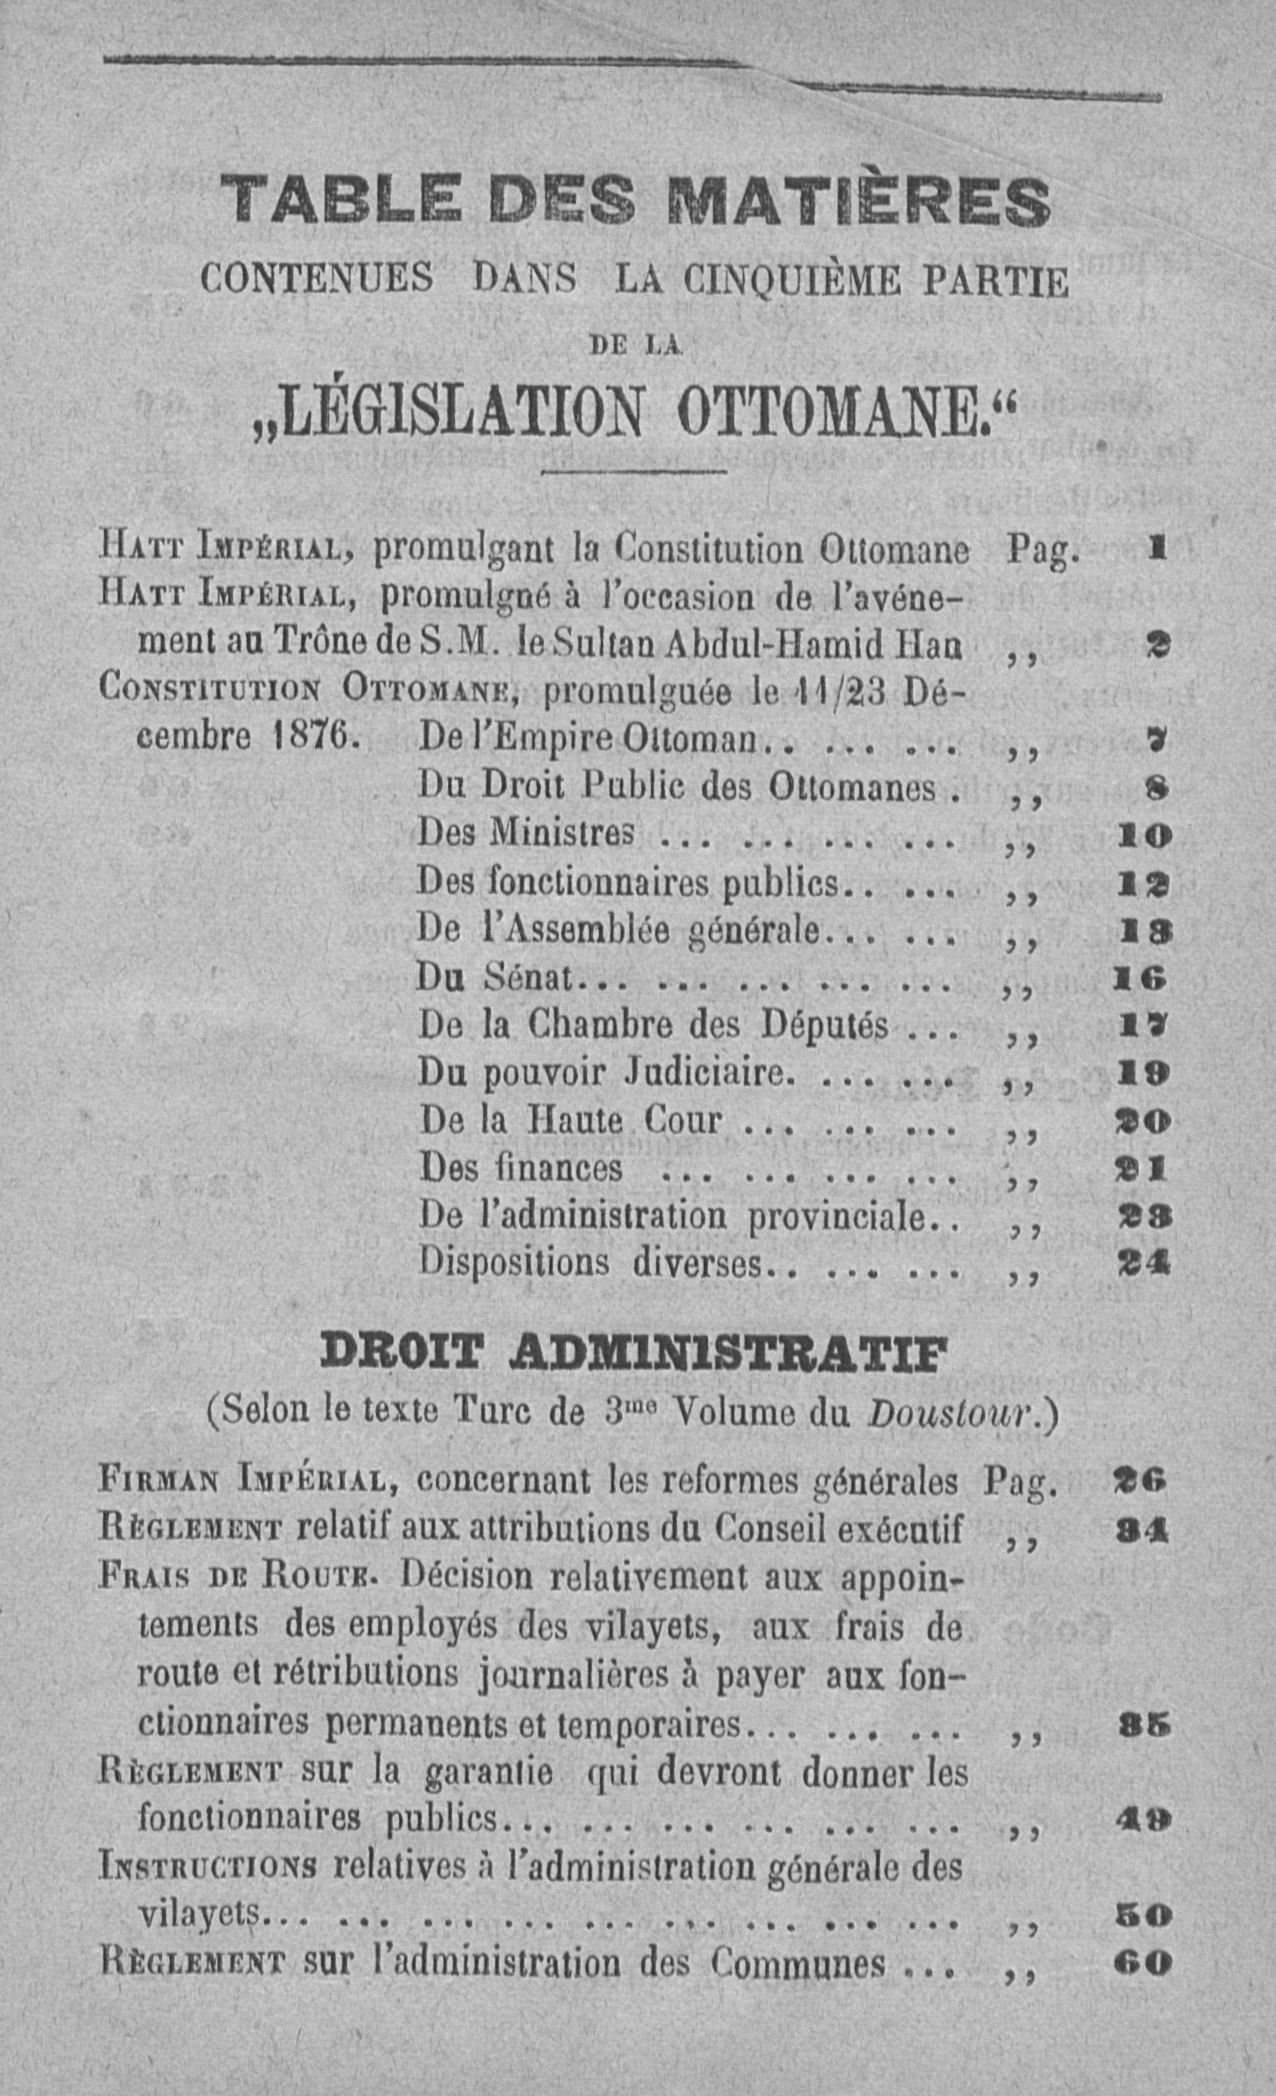 TABLE DES MATIÈRES
CONTENUES DANS LA CINQUIÈME PARTIE
DE LA
„LÉGISLATION OTTOMANE.“
HATT IMPÉRIAL, promulgant la Constitution Ottomane Pag. 1
HATT IMPÉRIAL, promulgné à l'occasion de l'avéne-
ment au Trône de S.M. le Sultan Abdul-Hamid Han ,, 2
CONSTITUTION OTTOMANE, promulguée le 11/23 Dé-
cembre 1876. De l'Empire Ottoman.. ... ... ,, 7
Du Droit Public des Ottomanes . ,, 8
Des Ministres ... ... ... ... ,, 10
Des fonctionnaires publics.. ... ,, 12
De l'Assemblée générale... ... ,, 13
Du Sénat... ... ... ... ... ,, 16
De la Chambre des Députés ... ,, 17
Du pouvoir Judiciaire. ... ... ,, 19
De la Haute Cour ... ... ... ,, 20
Des finances ... ... ... ... ,, 21
De l'administration provinciale.. ,, 23
Dispositions diverses.. ... ... ,, 24
DROIT ADMINISTRATIF
(Selon le texte Turc de 3me Volume du Doustour.)
FIRMAN IMPÉRIAL, concernant les reformes générales Pag. 26
RÈGLEMENT relatif aux attributions du Conseil exécutif ,, 34
FRAIS DE ROUTE. Décision relativement aux appoin-
tements des employés des vilayets, aux frais de
route et rétributions journalières à payer aux fon-
ctionnaires permanents et temporaires... ... ... ,, 35
RÈGLEMENT sur la garantie qui devront donner les
fonctionnaires publics... ... ... ... ... ... ,, 49
INSTRUCTIONS relatives à l'administration générale des
vilayets... ... ... ... ... ... ... ... ... ,, 50
RÈGLEMENT sur l'administration des Communes ... ,, 60